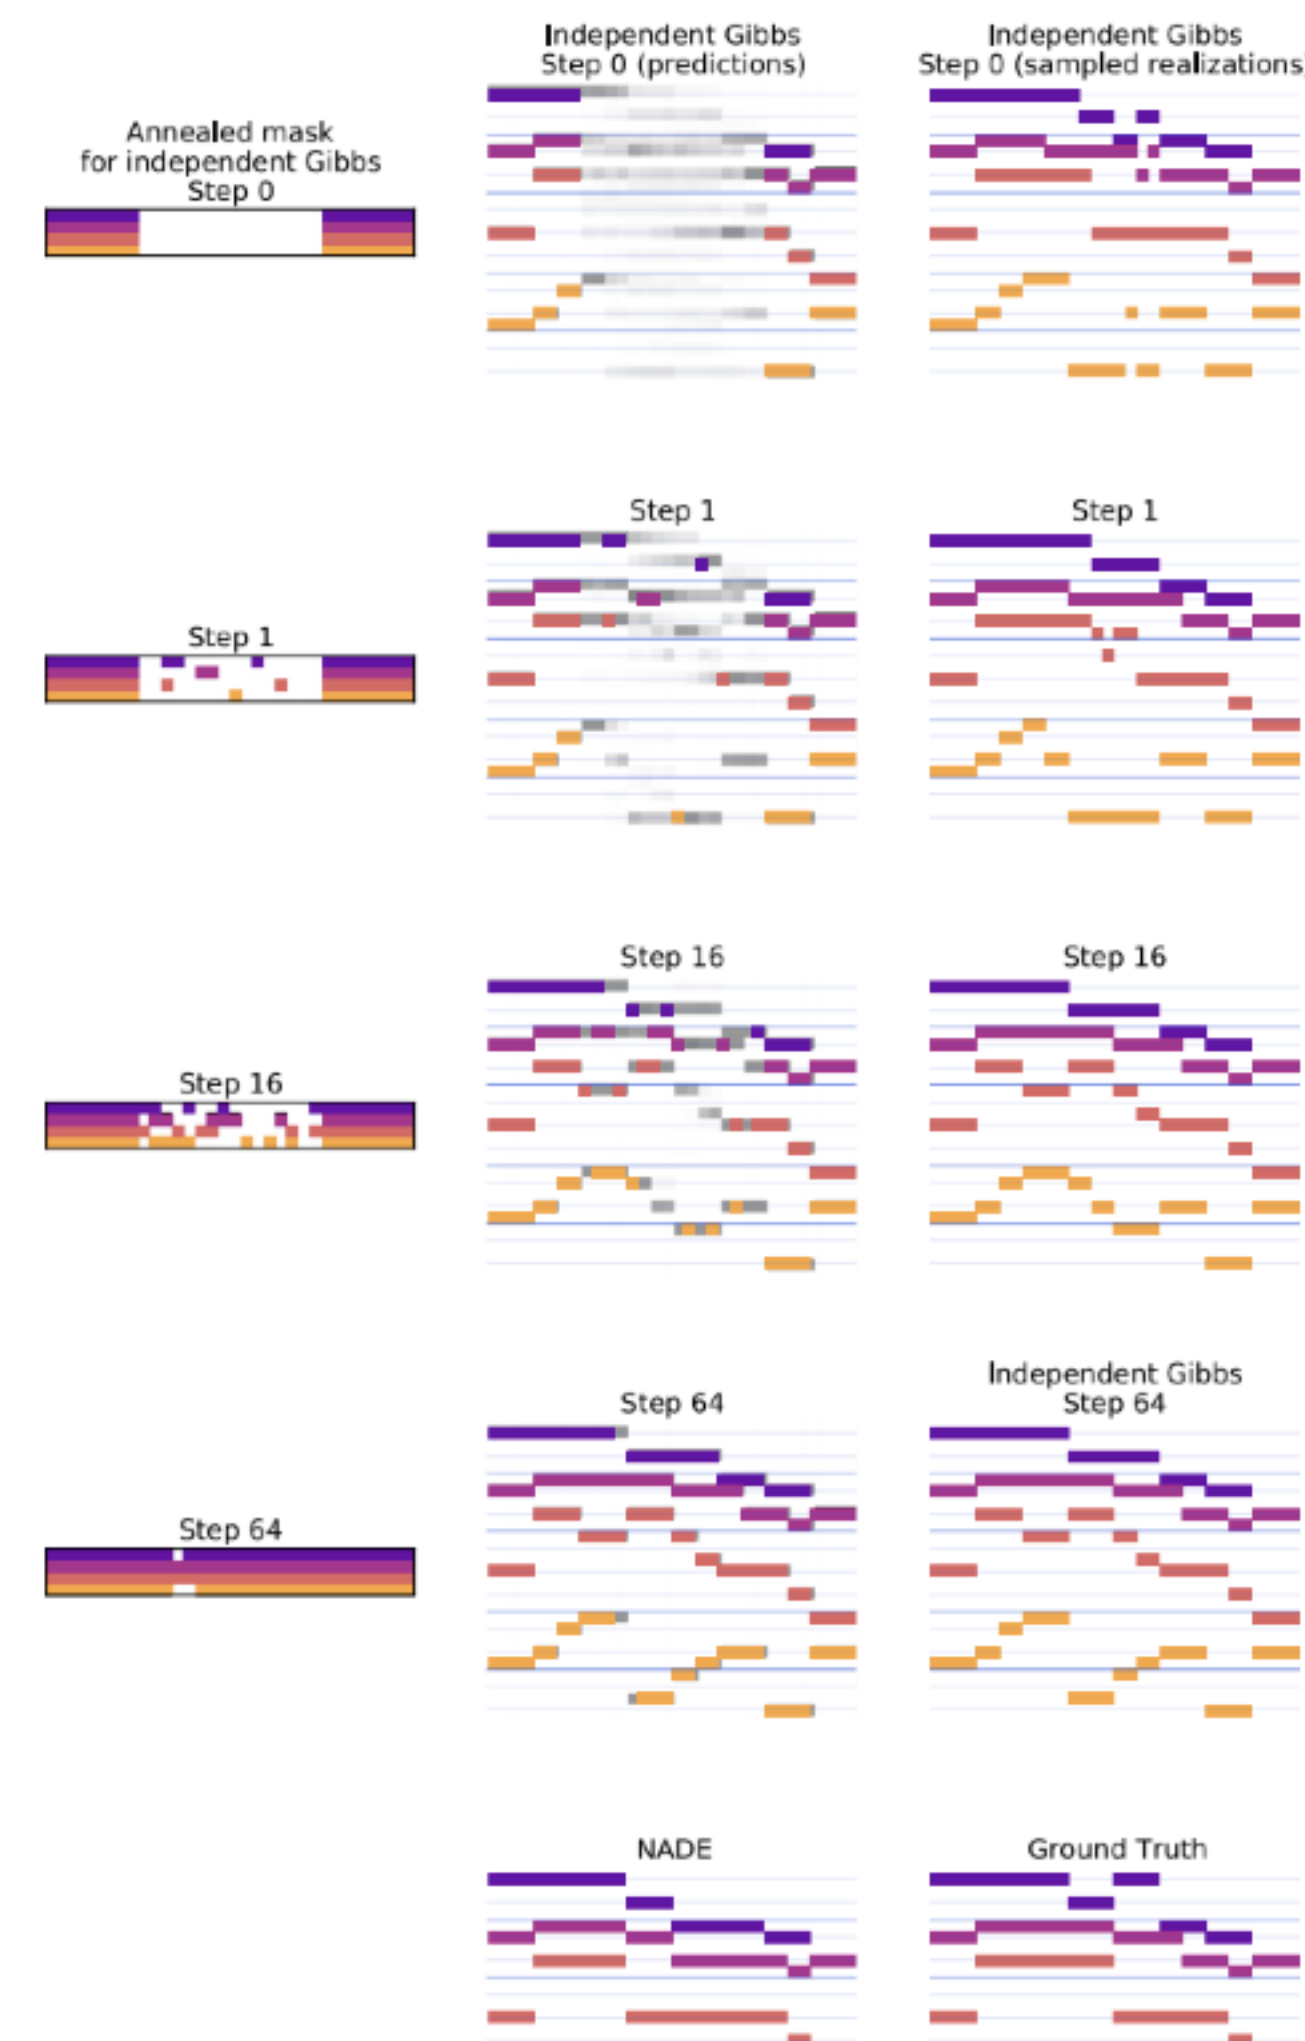 Independent Gibbs
Step 0 (predictions)
Independent Gibbs
Step 0 (sampled realizations)
Annealed mask
for independent Gibbs
Step 0
Step 1
Step 1
Step 1
Step 16
Step 16
Step 16
Step 64
Independent Gibbs
Step 64
Step 64
NADE
Ground Truth